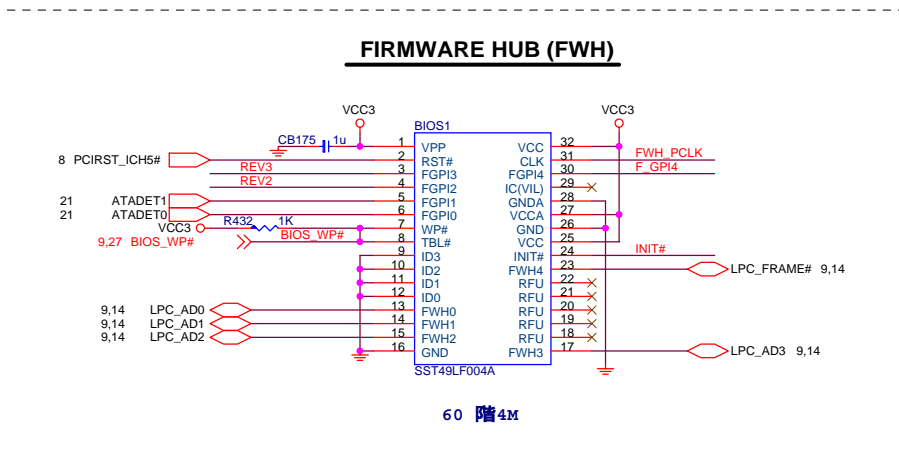 FIRMWARE HUB (FWH)
VCC3 VCC3
BIOS1
CB175 1u 1 VPP VCC 32
8 PCIRST_ICH5# 2 RST# CLK 31 FWH_PCLK
REV3 3 FGPI3 FGPI4 30 F_GPI4
REV2 4 FGPI2 IC(VIL) 29
21 ATADET1 5 FGPI1 GNDA 28
21 ATADET0 6 FGPI0 VCCA 27
VCC3 R432 1K 7 WP# GND 26
9,27 BIOS_WP# BIOS_WP# 8 TBL# VCC 25
9 ID3 INIT# 24 INIT#
10 ID2 FWH4 23 LPC_FRAME# 9,14
11 ID1 RFU 22
12 ID0 RFU 21
9,14 LPC_AD0 13 FWH0 RFU 20
9,14 LPC_AD1 14 FWH1 RFU 19
9,14 LPC_AD2 15 FWH2 RFU 18
16 GND FWH3 17 LPC_AD3 9,14
SST49LF004A
60 階4M